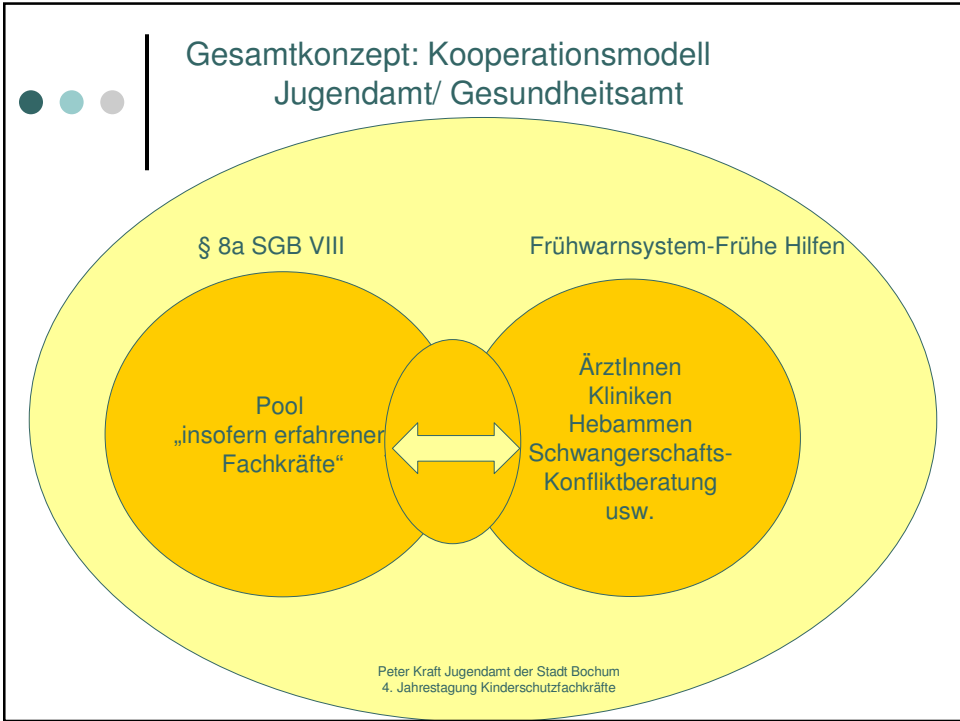 Gesamtkonzept: Kooperationsmodell
Jugendamt/ Gesundheitsamt
§ 8a SGB VIII
Frühwarnsystem-Frühe Hilfen
Pool
„insofern erfahrener
Fachkräfte“
ÄrztInnen
Kliniken
Hebammen
Schwangerschafts-
Konfliktberatung
usw.
Peter Kraft Jugendamt der Stadt Bochum
4. Jahrestagung Kinderschutzfachkräfte